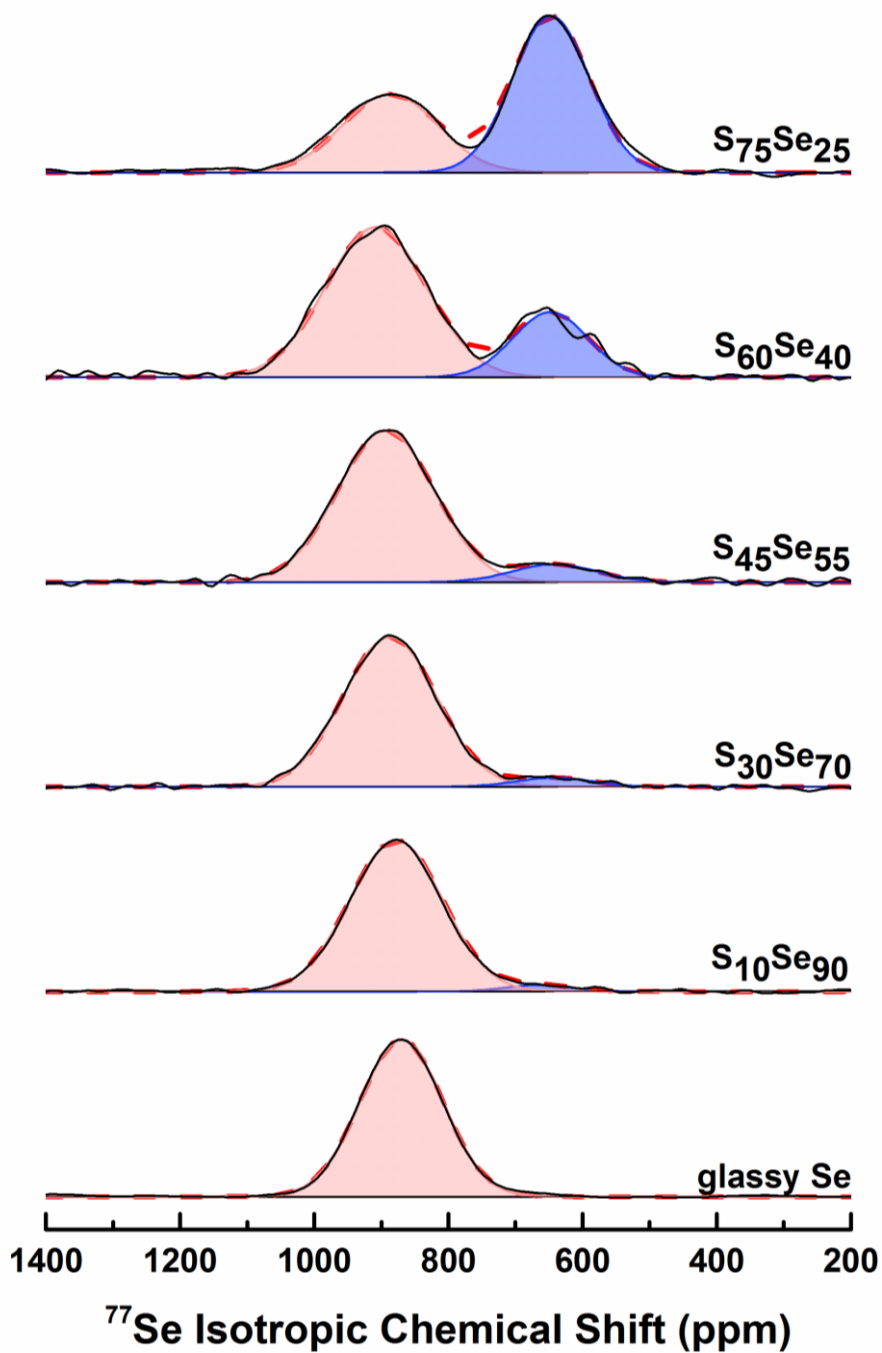 S75Se25
S60Se40
S45Se55
S30Se70
S10Se90
glassy Se
1400 1200 1000 800 600 400 200
77Se Isotropic Chemical Shift (ppm)